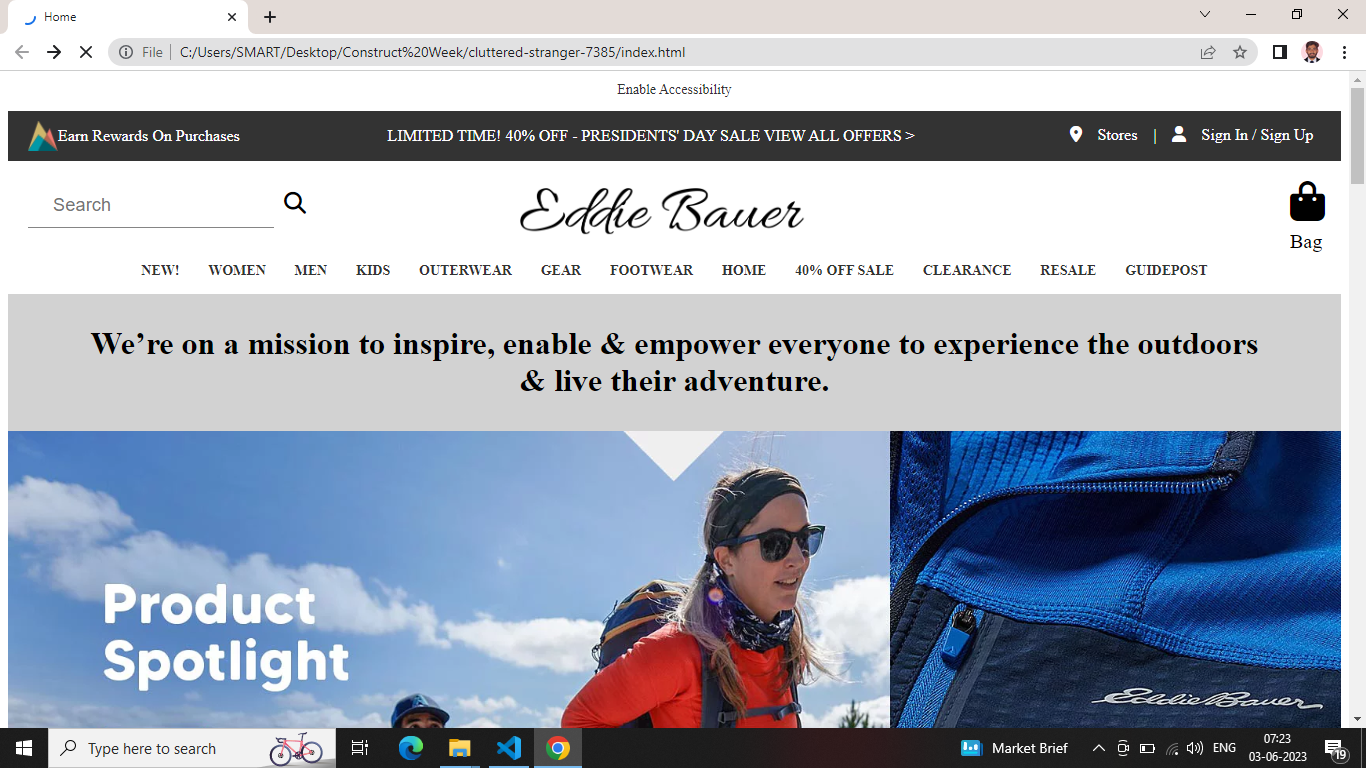 Home
File
C:/Users/SMART/Desktop/Construct%20Week/cluttered-stranger-7385/index.html
Enable Accessibility
Earn Rewards On Purchases
LIMITED TIME! 40% OFF - PRESIDENTS' DAY SALE VIEW ALL OFFERS >
Stores | Sign In / Sign Up
Search
Eddie Bauer
Bag
NEW! WOMEN MEN KIDS OUTERWEAR GEAR FOOTWEAR HOME 40% OFF SALE CLEARANCE RESALE GUIDEPOST
We’re on a mission to inspire, enable & empower everyone to experience the outdoors
& live their adventure.
Product
Spotlight
Eddie Bauer
Type here to search
Market Brief
ENG
07:23
03-06-2023
19